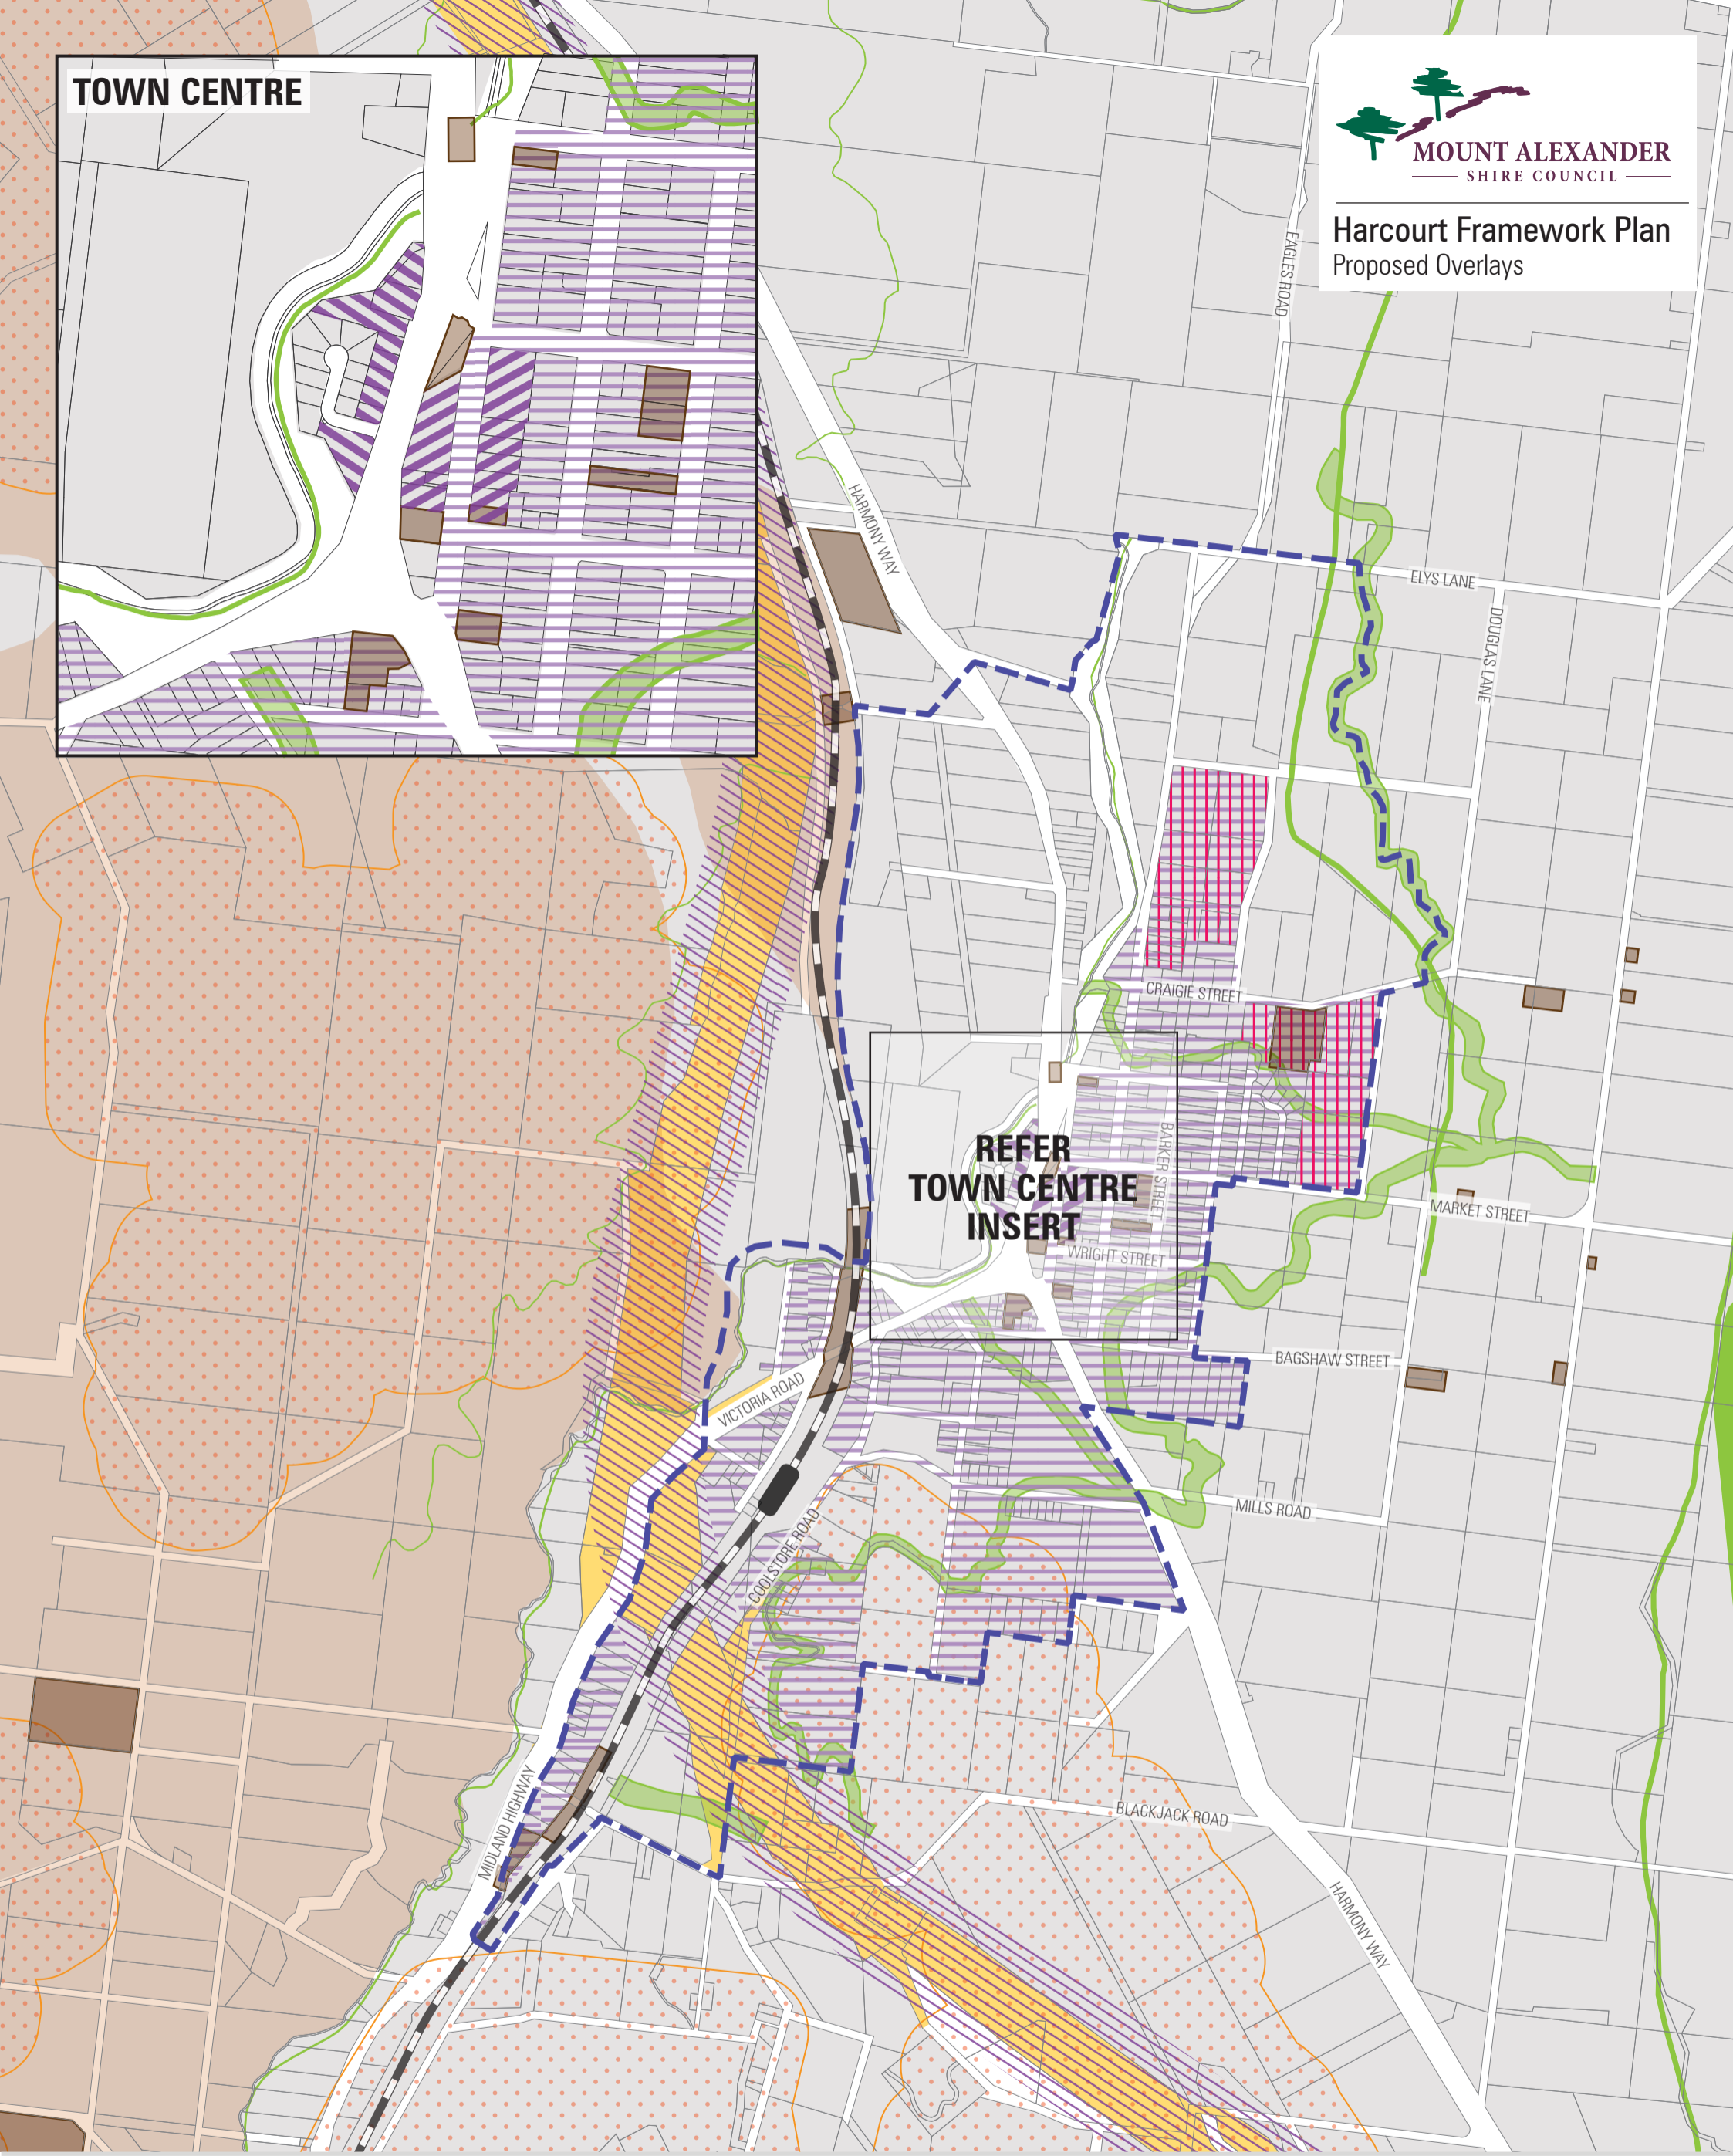 TOWN CENTRE
MOUNT ALEXANDER
SHIRE COUNCIL
Harcourt Framework Plan
Proposed Overlays
EAGLES ROAD
HARMONY WAY
ELYS LANE
DOUGLAS LANE
CRAIGIE STREET
BARKER STREET
REFER
TOWN CENTRE
INSERT
MARKET STREET
WRIGHT STREET
BAGSHAW STREET
VICTORIA ROAD
MILLS ROAD
COOLSTORE ROAD
MIDLAND HIGHWAY
BLACKJACK ROAD
HARMONY WAY